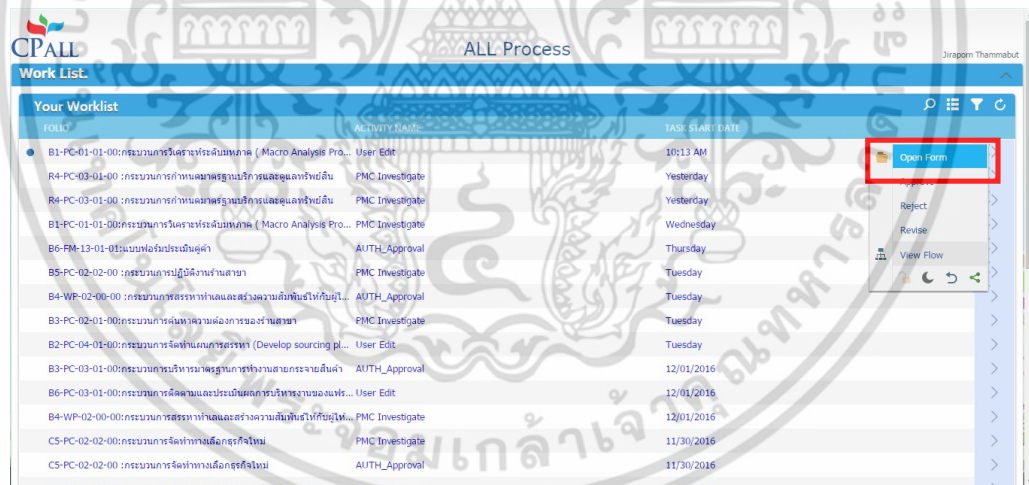 CPALL
ALL Process
Jiraporn Thammabut
Work List.
Your Worklist
FOLIO ACTIVITY NAME TASK START DATE
B1-PC-01-01-00:กระบวนการวิเคราะห์ระดับมหภาค ( Macro Analysis Pro... User Edit 10:13 AM
Open Form
R4-PC-03-01-00 :กระบวนการกำหนดมาตรฐานบริการและดูแลทรัพย์สิน PMC Investigate Yesterday
Approve
R4-PC-03-01-00 :กระบวนการกำหนดมาตรฐานบริการและดูแลทรัพย์สิน PMC Investigate Yesterday
Reject
B1-PC-01-01-00:กระบวนการวิเคราะห์ระดับมหภาค ( Macro Analysis Pro... PMC Investigate Wednesday
Revise
B6-FM-13-01-01:แบบฟอร์มประเมินคู่ค้า AUTH_Approval Thursday
View Flow
B5-PC-02-02-00 :กระบวนการปฏิบัติงานร้านสาขา PMC Investigate Tuesday
B4-WP-02-00-00 :กระบวนการสรรหาทำเลและสร้างความสัมพันธ์ให้กับผู้ใ... AUTH_Approval Tuesday
B3-PC-02-01-00:กระบวนการค้นหาความต้องการของร้านสาขา PMC Investigate Tuesday
B2-PC-04-01-00:กระบวนการจัดทำแผนการสรรหา (Develop sourcing pl... User Edit Tuesday
B3-PC-03-01-00:กระบวนการบริหารมาตรฐานการทำงานสายกระจายสินค้า AUTH_Approval 12/01/2016
B6-PC-03-01-00:กระบวนการติดตามและประเมินผลการบริหารงานของแฟร... User Edit 12/01/2016
B4-WP-02-00-00:กระบวนการสรรหาทำเลและสร้างความสัมพันธ์ให้กับผู้ให้... PMC Investigate 12/01/2016
C5-PC-02-02-00:กระบวนการจัดทำทางเลือกธุรกิจใหม่ PMC Investigate 11/30/2016
C5-PC-02-02-00 :กระบวนการจัดทำทางเลือกธุรกิจใหม่ AUTH_Approval 11/30/2016